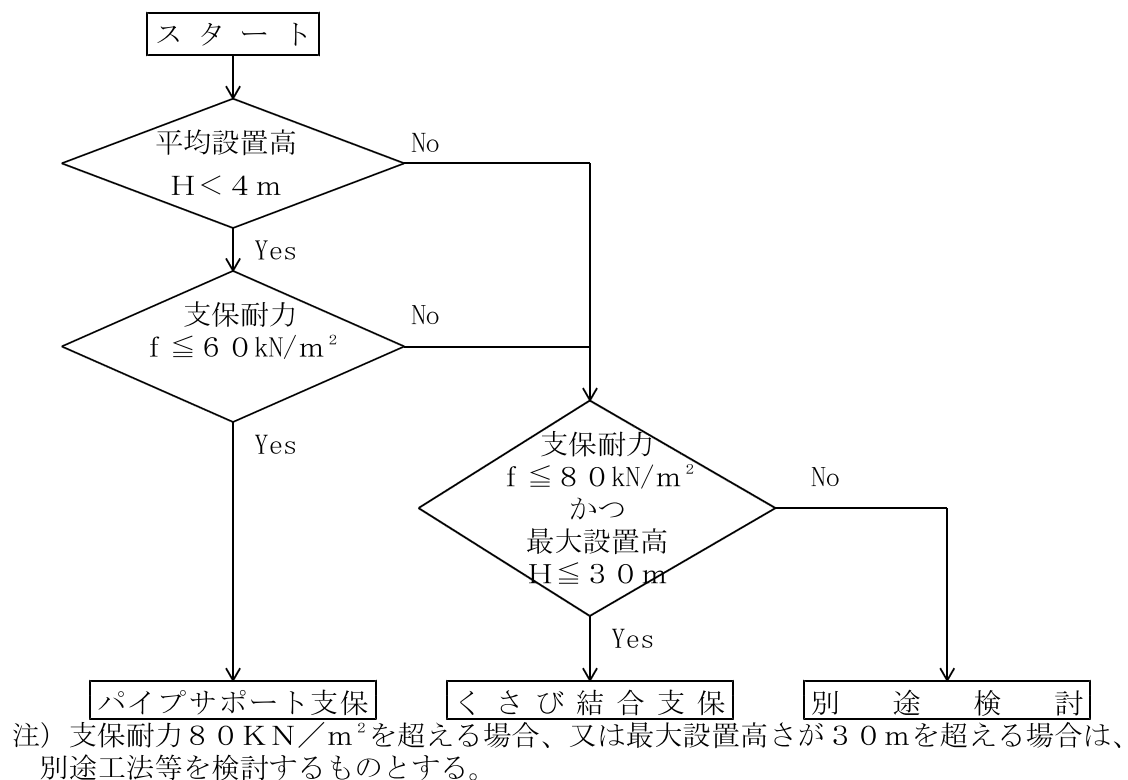 スタート
平均設置高
Ｈ＜４ｍ
No
Yes
支保耐力
ｆ≦６０kN/ｍ²
No
Yes
支保耐力
ｆ≦８０kN/ｍ²
かつ
最大設置高
Ｈ≦３０ｍ
No
Yes
パイプサポート支保
くさび結合支保
別途検討
注）支保耐力８０ＫＮ／ｍ²を超える場合、又は最大設置高さが３０ｍを超える場合は、
別途工法等を検討するものとする。